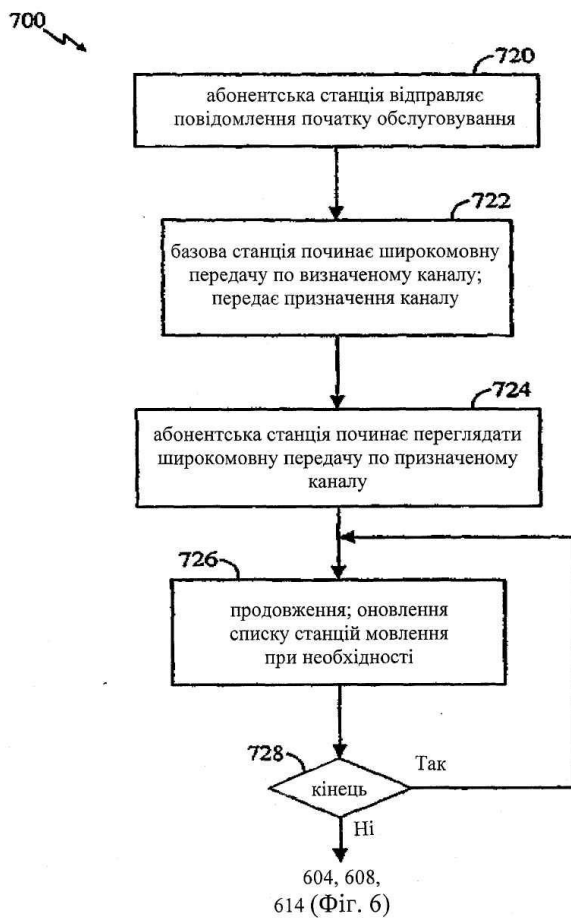 700
720
абонентська станція відправляє
повідомлення початку обслуговування
722
базова станція починає широкомовну
передачу по визначеному каналу;
передає призначення каналу
724
абонентська станція починає переглядати
широкомовну передачу по призначеному
каналу
726
продовження; оновлення
списку станцій мовлення
при необхідності
728
кінець
Так
Ні
604, 608,
614 (Фіг. 6)